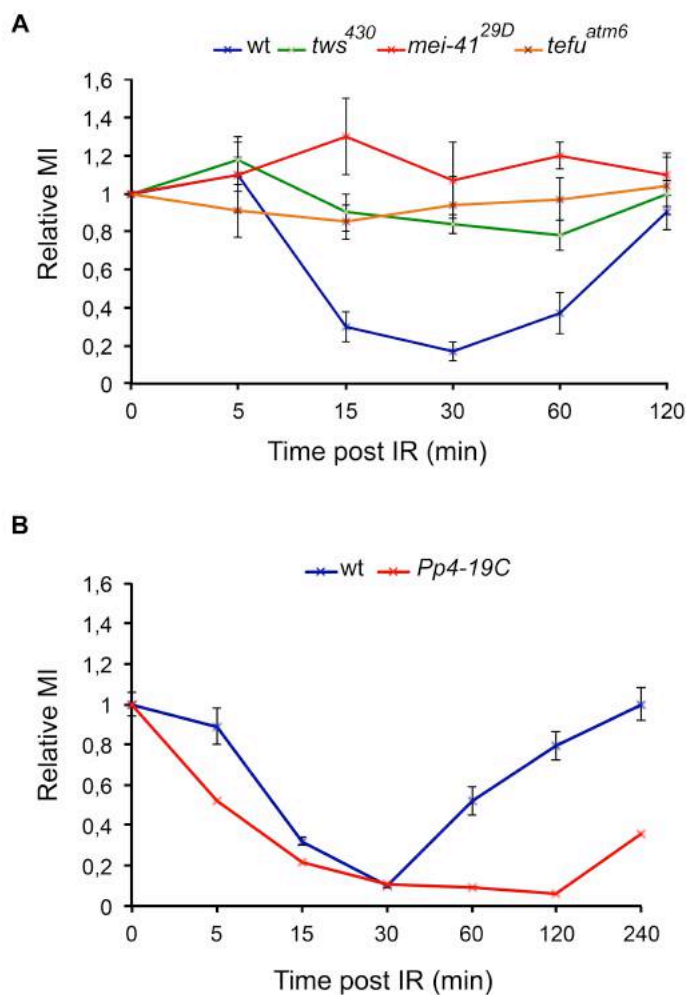 A
wt tws430 mei-4129D tefuatm6
1,6
1,4
1,2
1
0,8
0,6
0,4
0,2
0
Relative MI
0 5 15 30 60 120
Time post IR (min)
B
wt Pp4-19C
1,6
1,4
1,2
1
0,8
0,6
0,4
0,2
0
Relative MI
0 5 15 30 60 120 240
Time post IR (min)